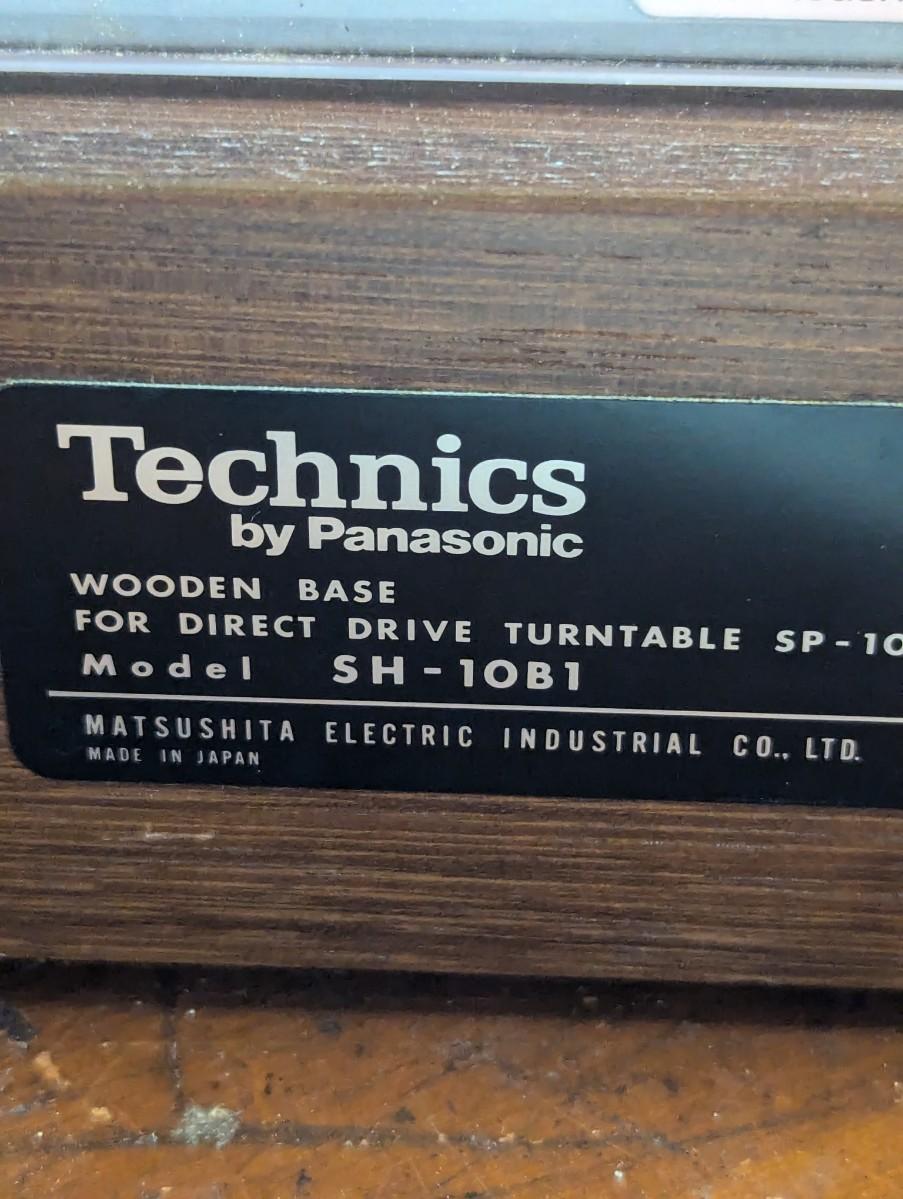 Technics
by Panasonic
WOODEN BASE
FOR DIRECT DRIVE TURNTABLE SP-10
Model SH-10B1
MATSUSHITA ELECTRIC INDUSTRIAL CO., LTD.
MADE IN JAPAN